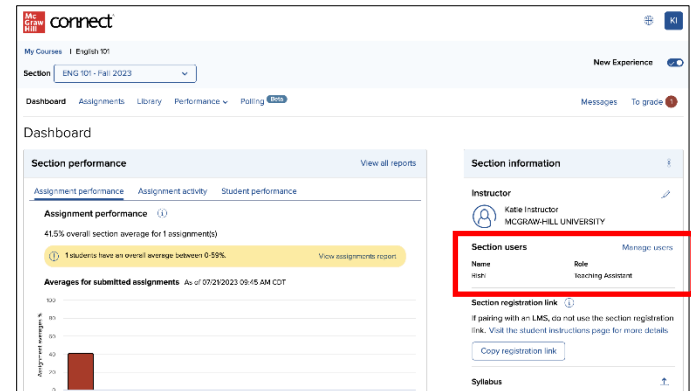 Mc
Graw
Hill
connect
KI
My Courses | English 101
New Experience
Section ENG 101 - Fall 2023
Dashboard Assignments Library Performance Polling Beta Messages To grade 1
Dashboard
Section performance View all reports
Assignment performance Assignment activity Student performance
Assignment performance
41.5% overall section average for 1 assignment(s)
1 students have an overall average between 0-59%. View assignments report
Averages for submitted assignments As of 07/21/2023 09:45 AM CDT
Assignment averages %
100
80
60
40
20
0
Section information
Instructor
Katie Instructor
MCGRAW-HILL UNIVERSITY
Section users Manage users
Name Role
Rishi Teaching Assistant
Section registration link
If pairing with an LMS, do not use the section registration
link. Visit the student instructions page for more details
Copy registration link
Syllabus